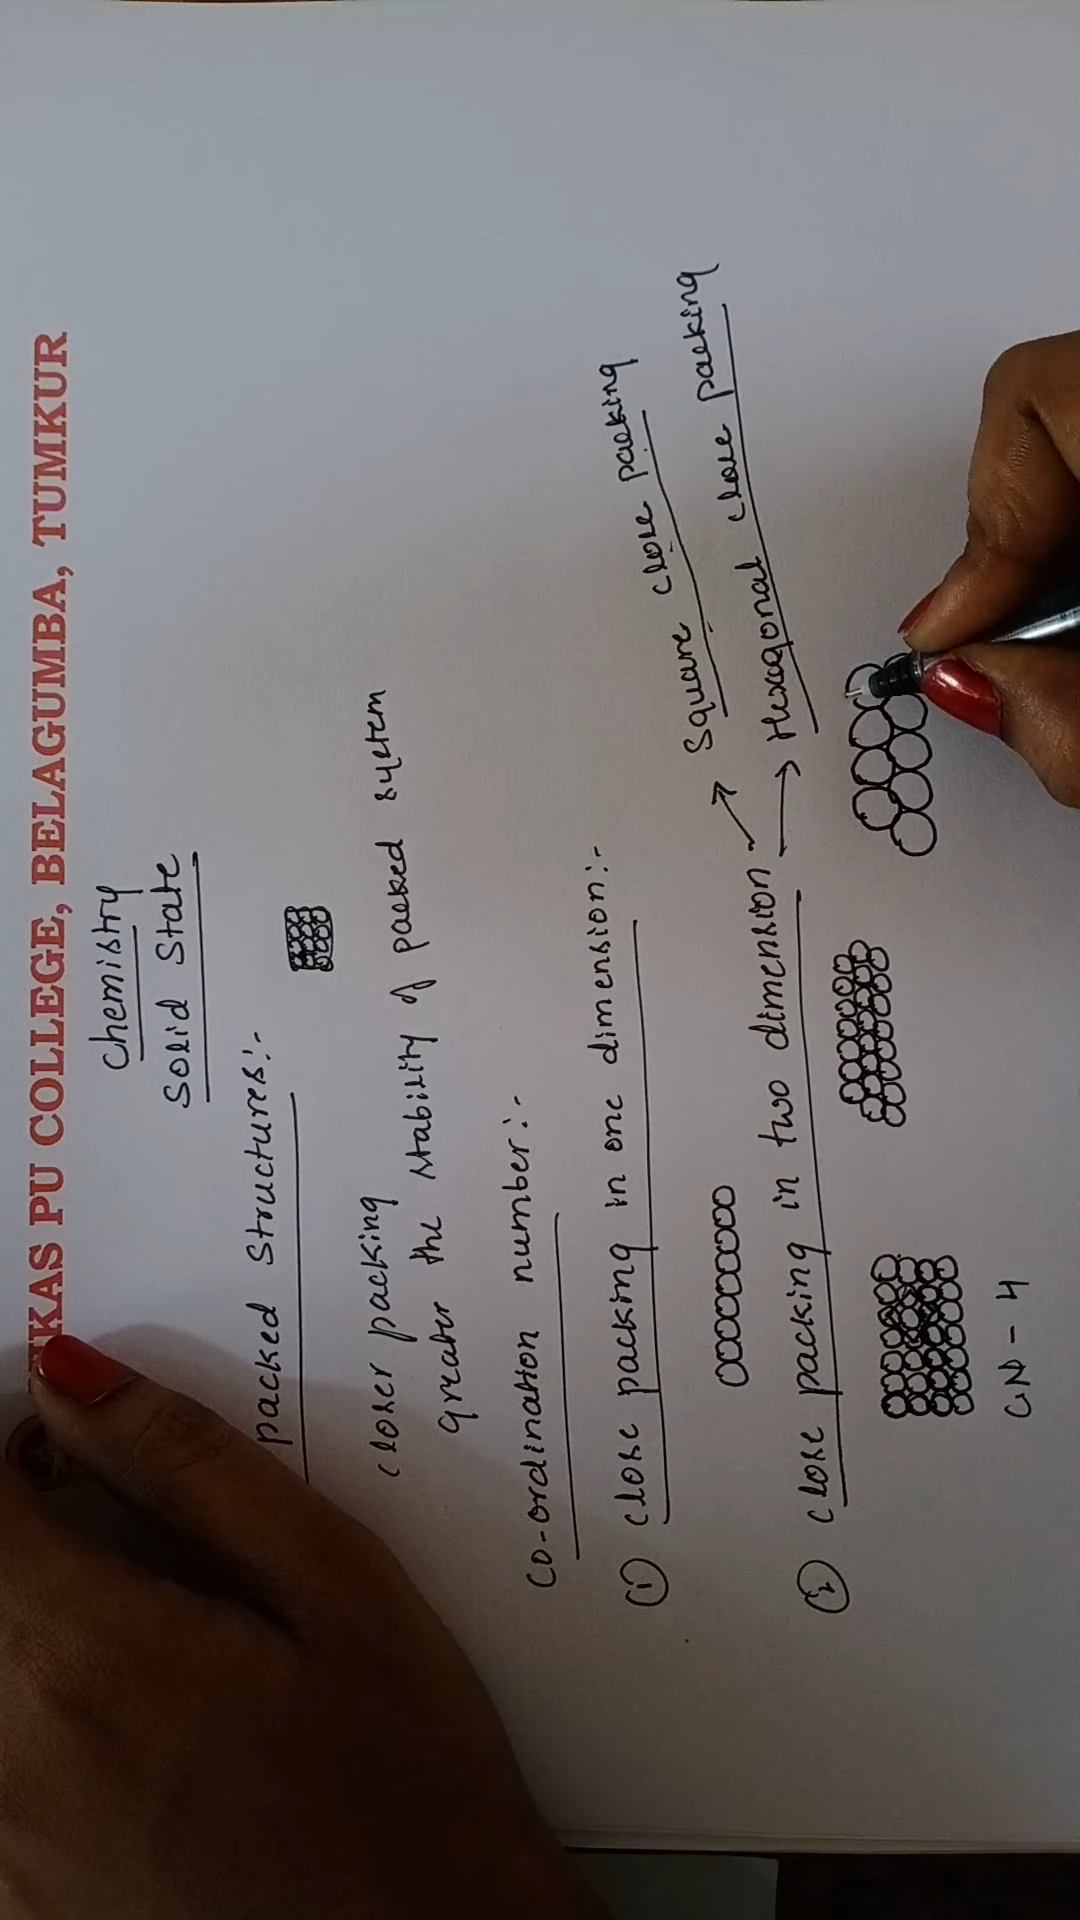 KAS PU COLLEGE, BELAGUMBA, TUMKUR
Chemistry
Solid State
packed structures:-
closer packing
greater the stability of packed system
Co-ordination number:-
① close packing in one dimension:-
② close packing in two dimension
→ Square close packing
→ Hexagonal close packing
CN - 4